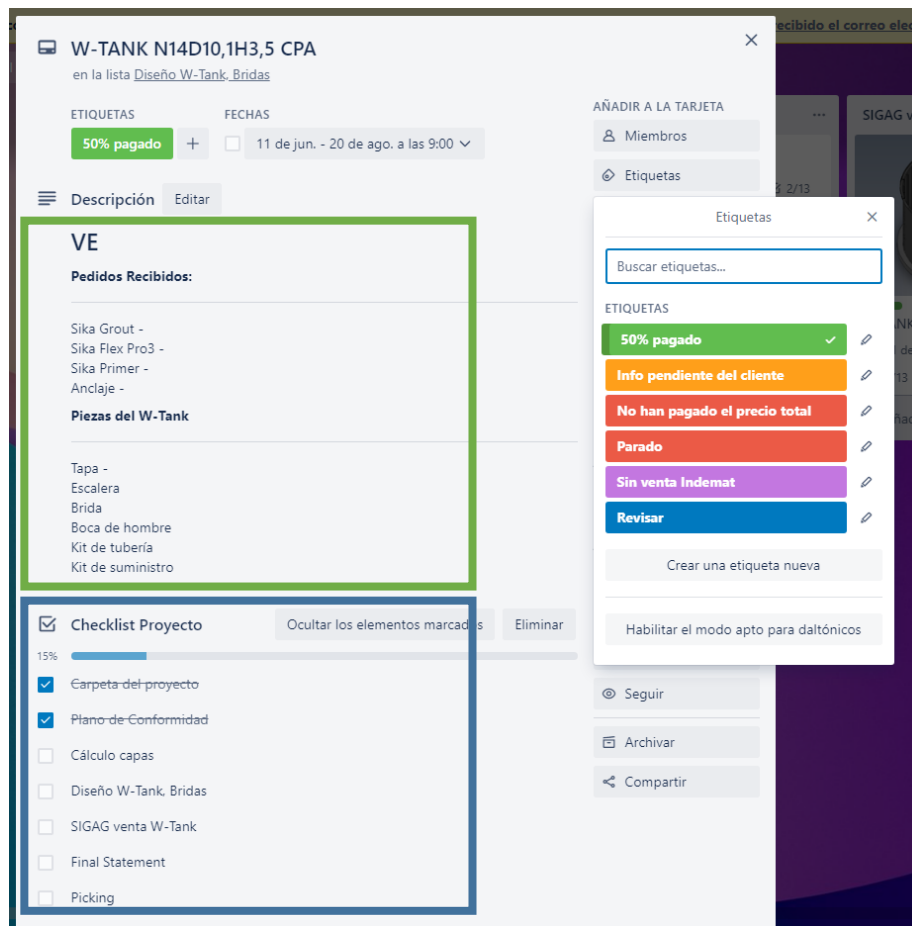 ecibido el correo elec
W-TANK N14D10,1H3,5 CPA
en la lista Diseño W-Tank, Bridas
ETIQUETAS
FECHAS
50% pagado
11 de jun. - 20 de ago. a las 9:00
Descripción
Editar
VE
Pedidos Recibidos:
Sika Grout -
Sika Flex Pro3 -
Sika Primer -
Anclaje -
Piezas del W-Tank
Tapa -
Escalera
Brida
Boca de hombre
Kit de tubería
Kit de suministro
Checklist Proyecto
Ocultar los elementos marcados
Eliminar
15%
Carpeta del proyecto
Plano de Conformidad
Cálculo capas
Diseño W-Tank, Bridas
SIGAG venta W-Tank
Final Statement
Picking
AÑADIR A LA TARJETA
Miembros
Etiquetas
Etiquetas
Buscar etiquetas...
ETIQUETAS
50% pagado
Info pendiente del cliente
No han pagado el precio total
Parado
Sin venta Indemat
Revisar
Crear una etiqueta nueva
Habilitar el modo apto para daltónicos
Seguir
Archivar
Compartir
SIGAG v
2/13